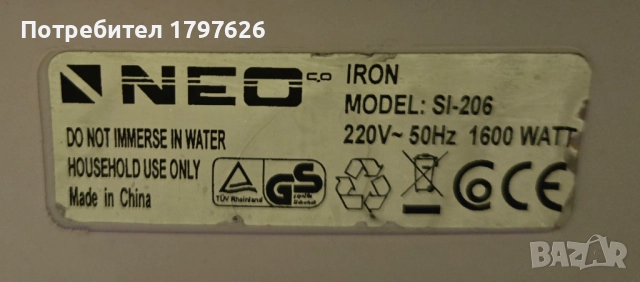 Потребител 1797626
NEO C,O
IRON
MODEL: SI-206
220V~ 50Hz 1600 WATT
DO NOT IMMERSE IN WATER
HOUSEHOLD USE ONLY
Made in China
TÜV Rheinland
GS
CE
BAZAR